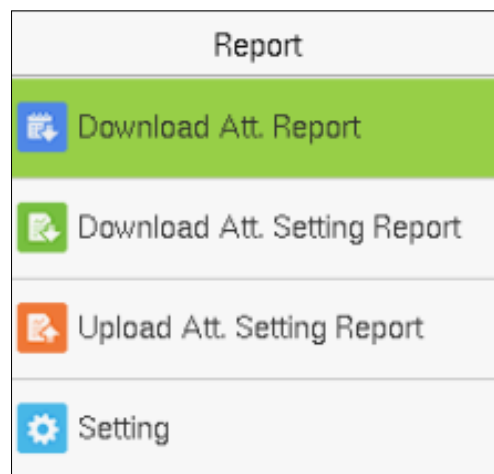 Report
Download Att. Report
Download Att. Setting Report
Upload Att. Setting Report
Setting